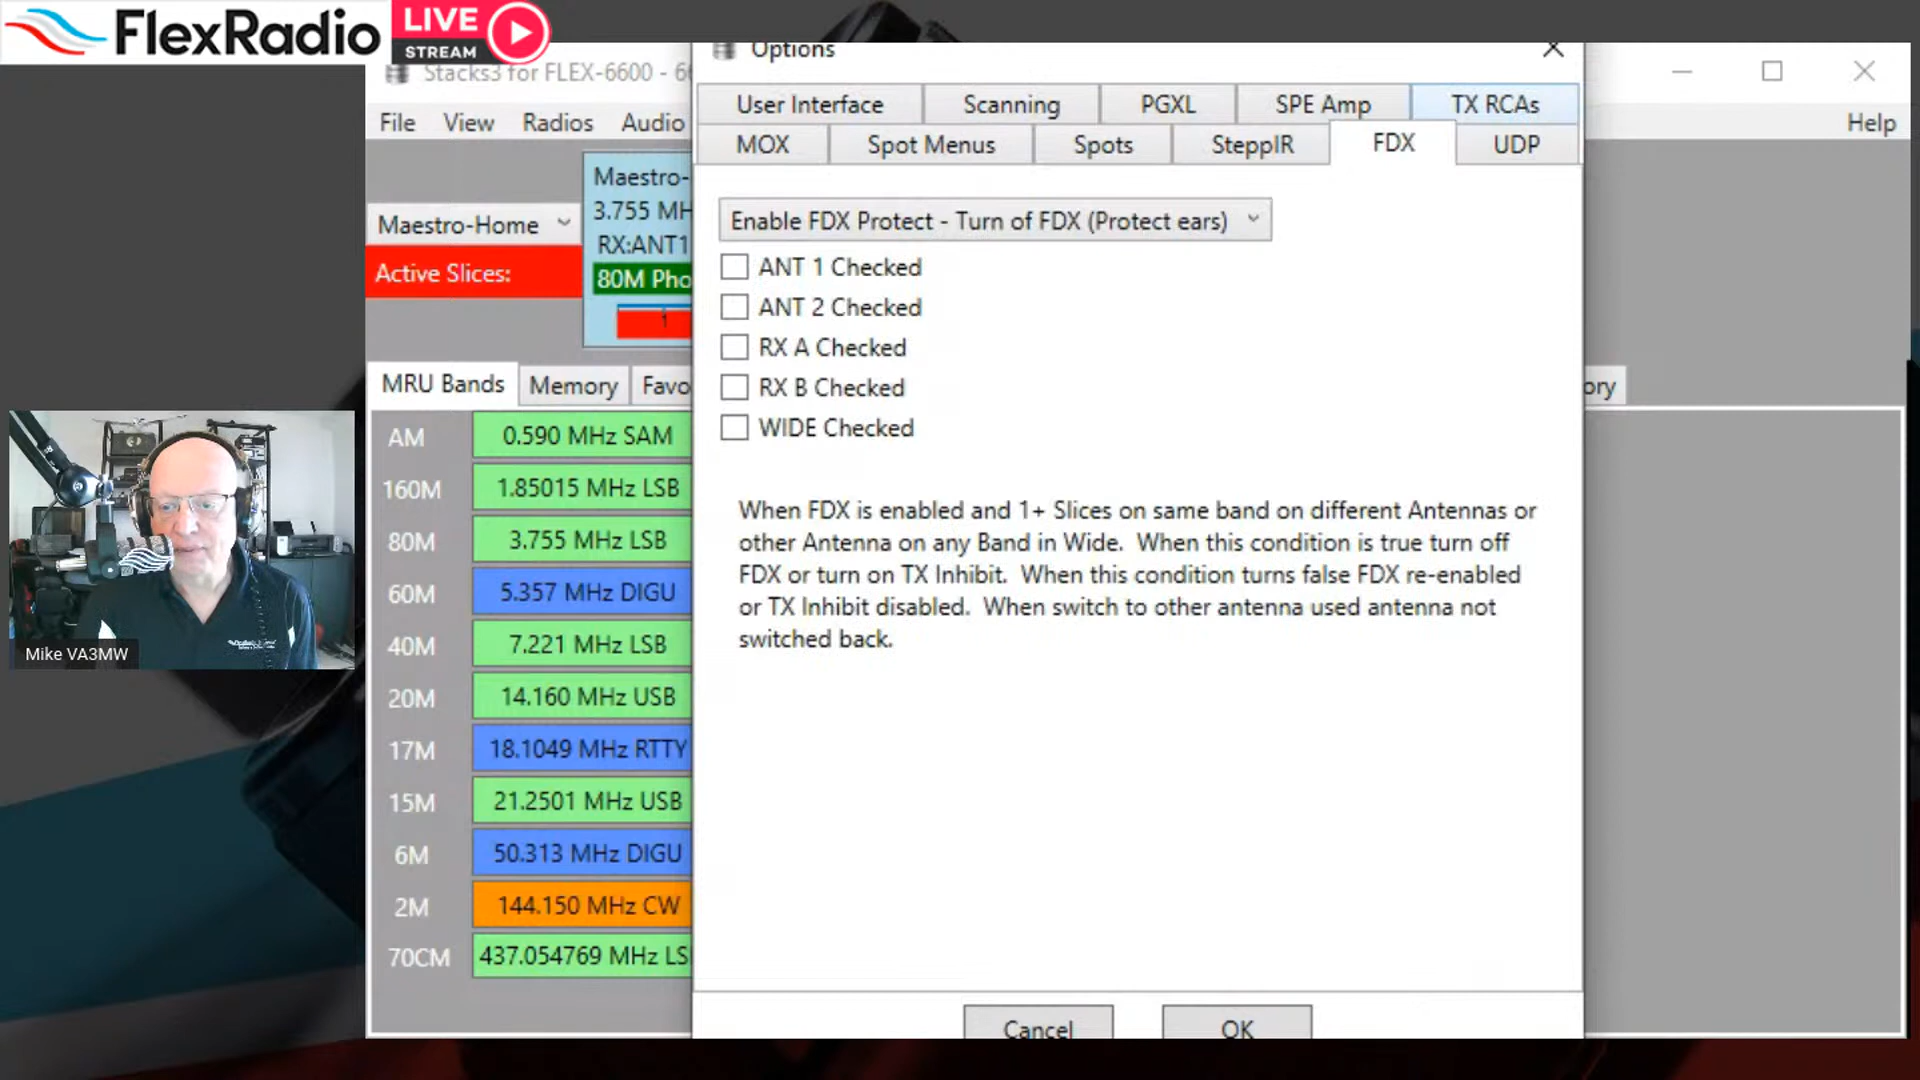 FlexRadio
LIVE
STREAM
Options
Stacks3 for FLEX-6600 - 6
File View Radios Audio
Help
User Interface Scanning PGXL SPE Amp TX RCAs
MOX Spot Menus Spots SteppIR FDX UDP
Maestro-Home
Active Slices:
Maestro-
3.755 MH
RX:ANT1
80M Pho
Enable FDX Protect - Turn of FDX (Protect ears)
ANT 1 Checked
ANT 2 Checked
RX A Checked
RX B Checked
WIDE Checked
When FDX is enabled and 1+ Slices on same band on different Antennas or
other Antenna on any Band in Wide. When this condition is true turn off
FDX or turn on TX Inhibit. When this condition turns false FDX re-enabled
or TX Inhibit disabled. When switch to other antenna used antenna not
switched back.
MRU Bands Memory Favo
ory
AM 0.590 MHz SAM
160M 1.85015 MHz LSB
80M 3.755 MHz LSB
60M 5.357 MHz DIGU
40M 7.221 MHz LSB
20M 14.160 MHz USB
17M 18.1049 MHz RTTY
15M 21.2501 MHz USB
6M 50.313 MHz DIGU
2M 144.150 MHz CW
70CM 437.054769 MHz LS
Mike VA3MW
Cancel OK